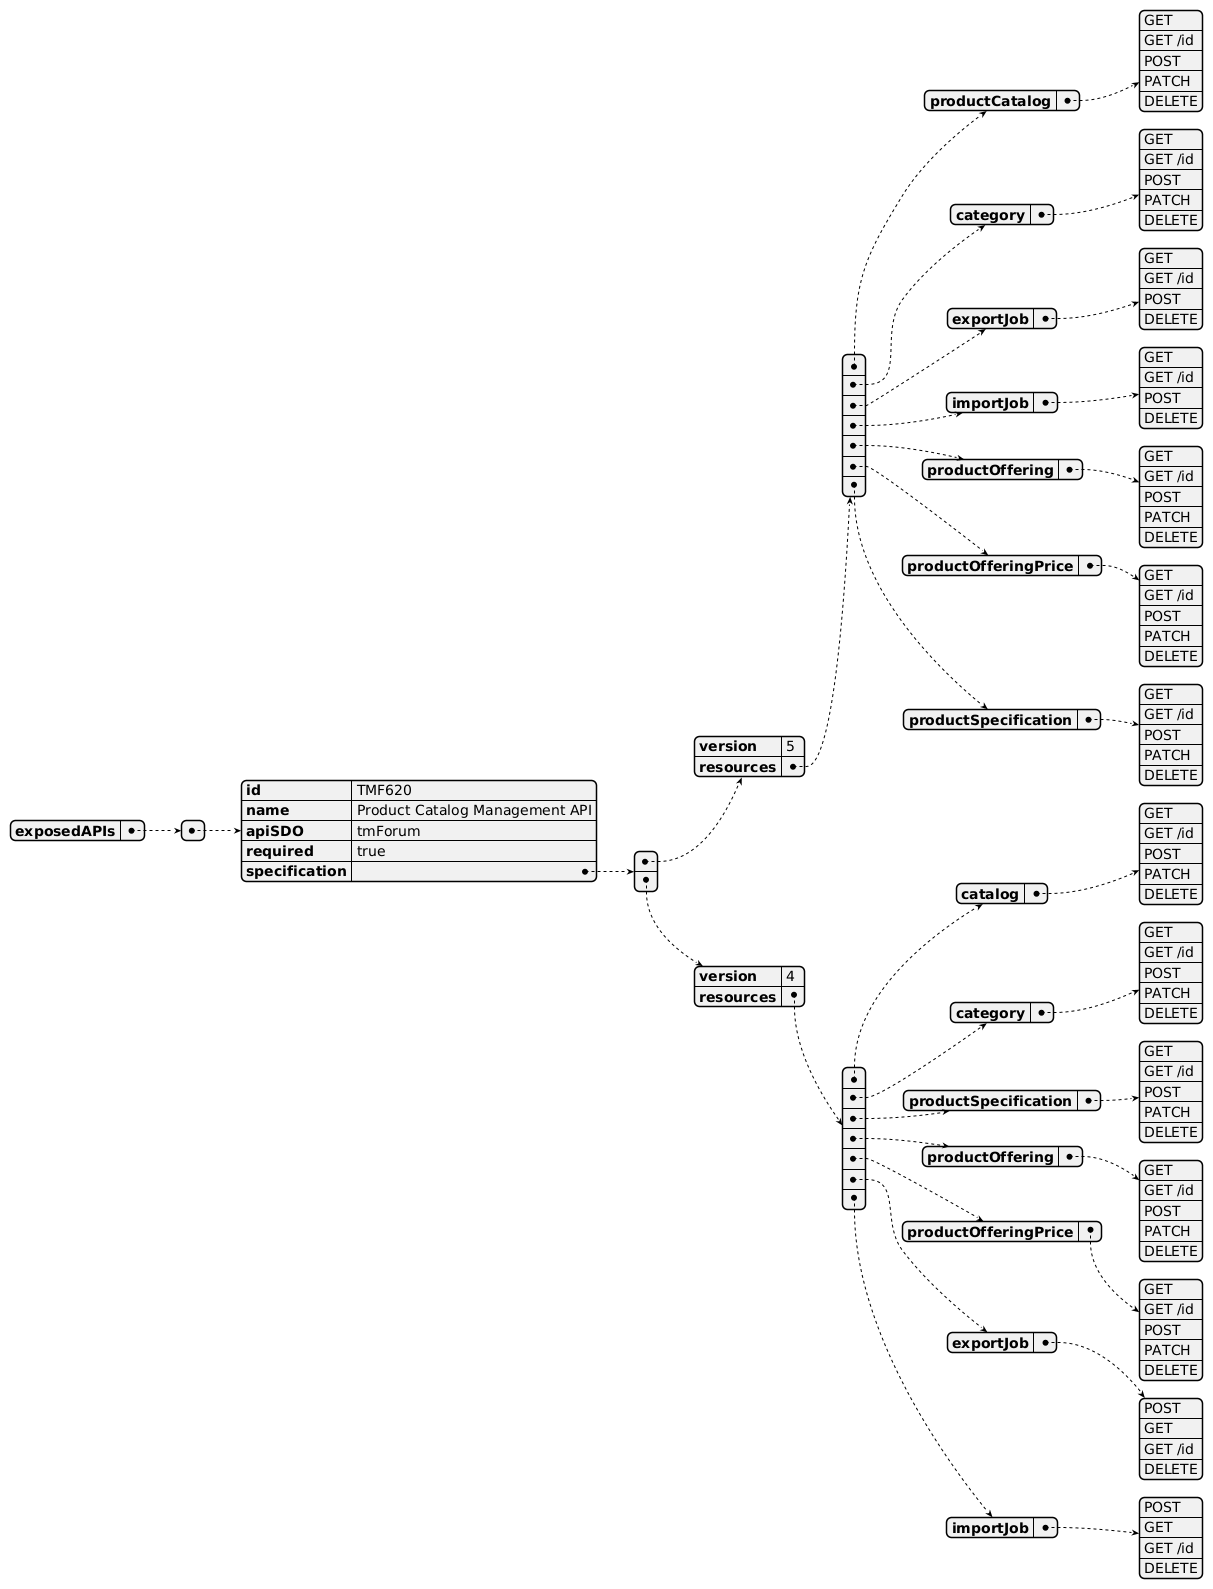 exposedAPIs
id TMF620
name Product Catalog Management API
apiSDO tmForum
required true
specification
version 5
resources
productCatalog
GET
GET /id
POST
PATCH
DELETE
category
GET
GET /id
POST
PATCH
DELETE
exportJob
GET
GET /id
POST
DELETE
importJob
GET
GET /id
POST
DELETE
productOffering
GET
GET /id
POST
PATCH
DELETE
productOfferingPrice
GET
GET /id
POST
PATCH
DELETE
productSpecification
GET
GET /id
POST
PATCH
DELETE
version 4
resources
catalog
GET
GET /id
POST
PATCH
DELETE
category
GET
GET /id
POST
PATCH
DELETE
productSpecification
GET
GET /id
POST
PATCH
DELETE
productOffering
GET
GET /id
POST
PATCH
DELETE
productOfferingPrice
GET
GET /id
POST
PATCH
DELETE
exportJob
POST
GET
GET /id
DELETE
importJob
POST
GET
GET /id
DELETE